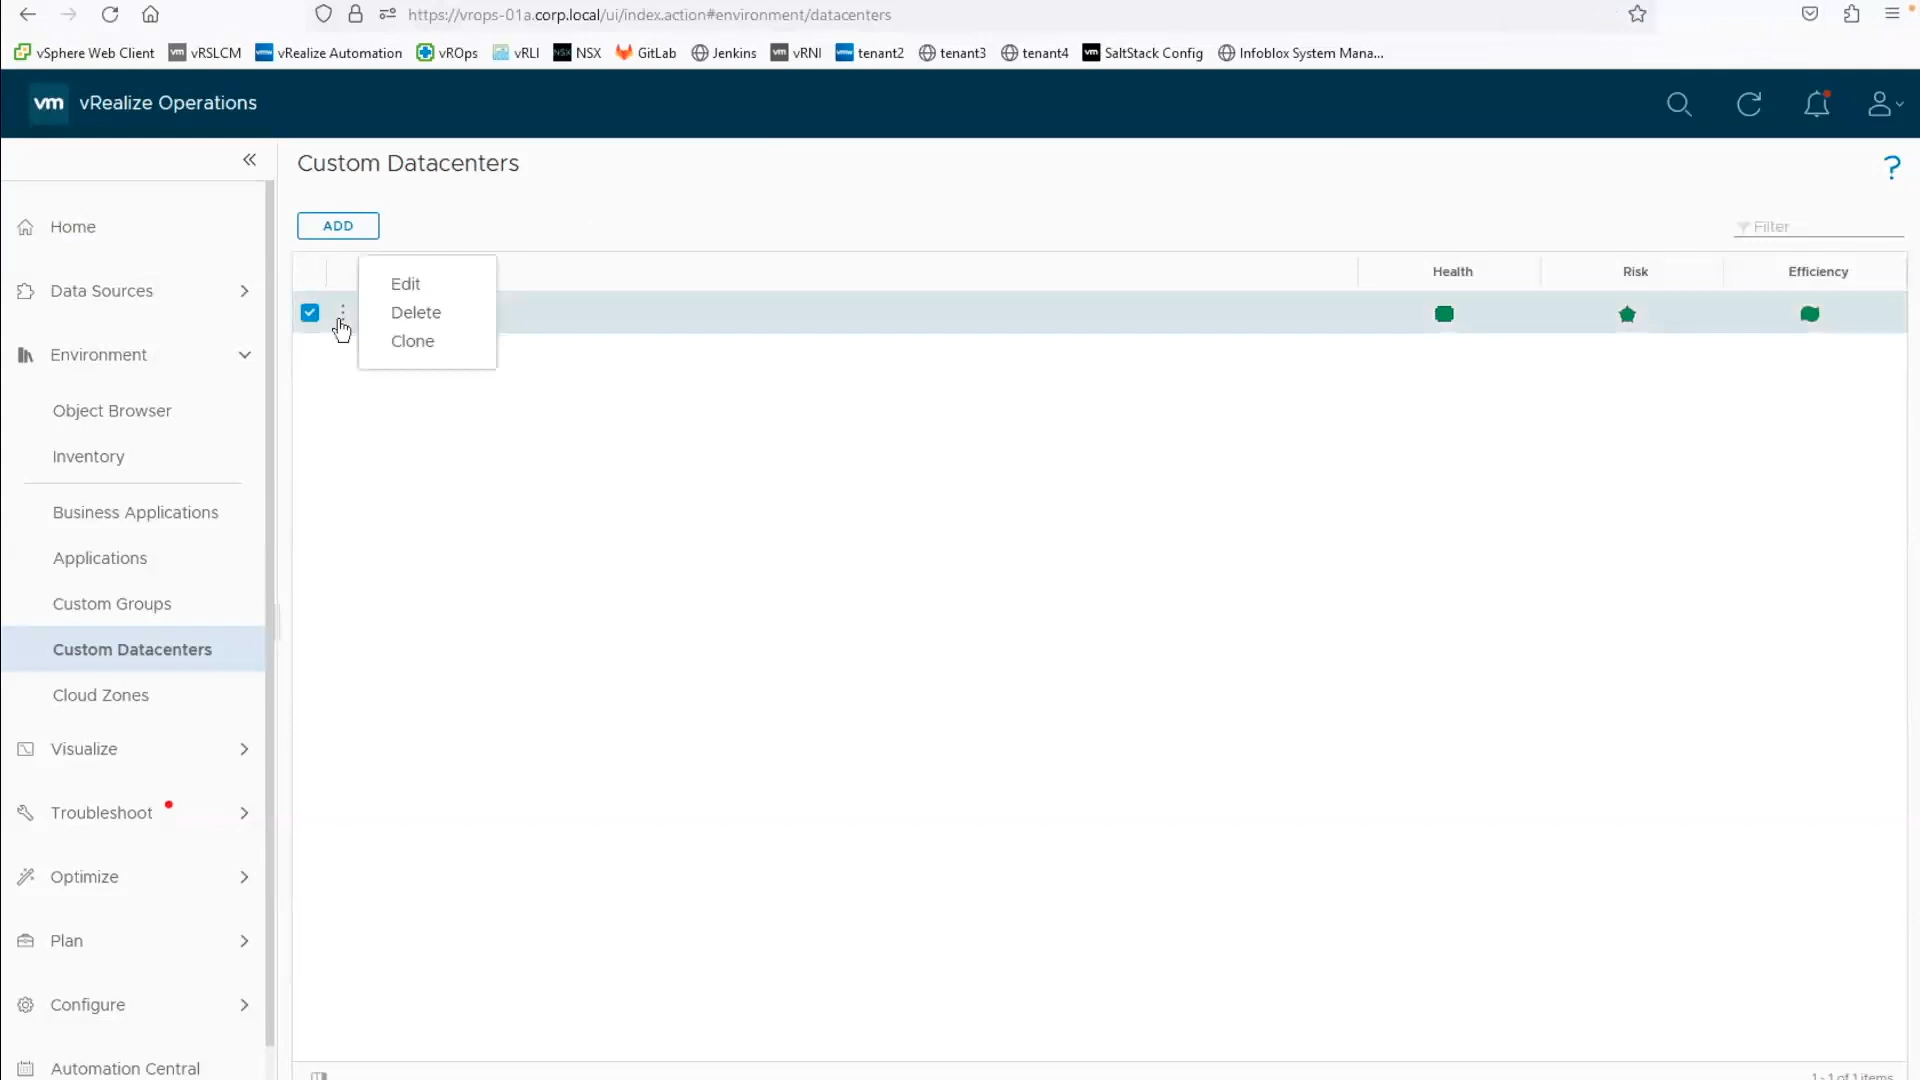 https://vrops-01a.corp.local/ui/index.action#environment/datacenters
vSphere Web Client vRSLCM vRealize Automation vROps vRLI NSX GitLab Jenkins vRNI tenant2 tenant3 tenant4 SaltStack Config Infoblox System Mana...
vm vRealize Operations
Custom Datacenters
?
ADD
Filter
Health Risk Efficiency
Edit
Delete
Clone
Home
Data Sources
Environment
Object Browser
Inventory
Business Applications
Applications
Custom Groups
Custom Datacenters
Cloud Zones
Visualize
Troubleshoot
Optimize
Plan
Configure
Automation Central
1 - 1 of 1 items